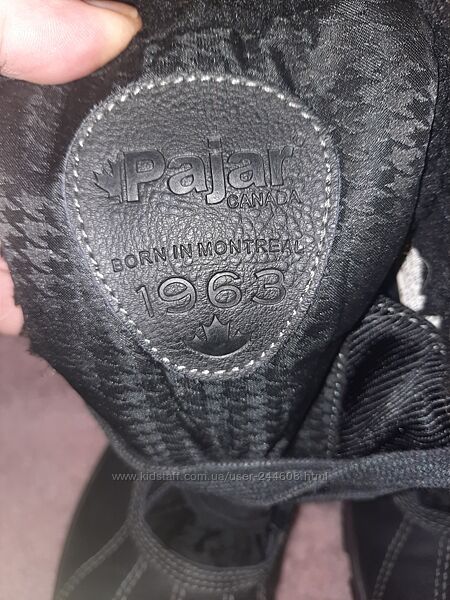 Pajar
CANADA
BORN IN MONTREAL
1963
www.kidstaff.com.ua/user-244608.html